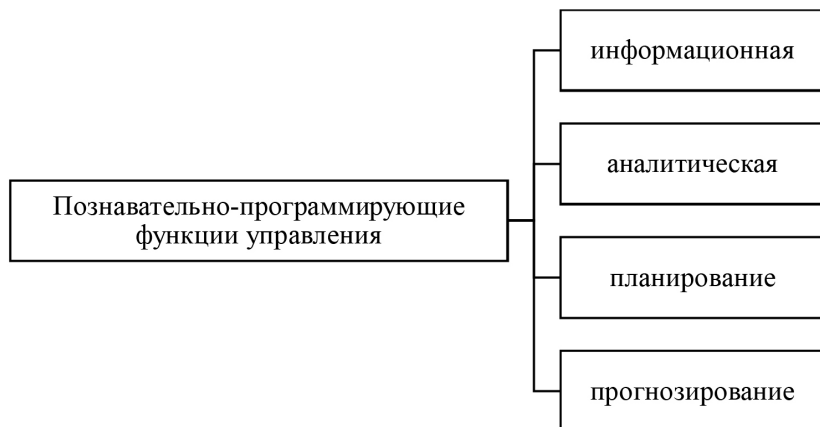 информационная
аналитическая
Познавательно-программирующие
функции управления
планирование
прогнозирование